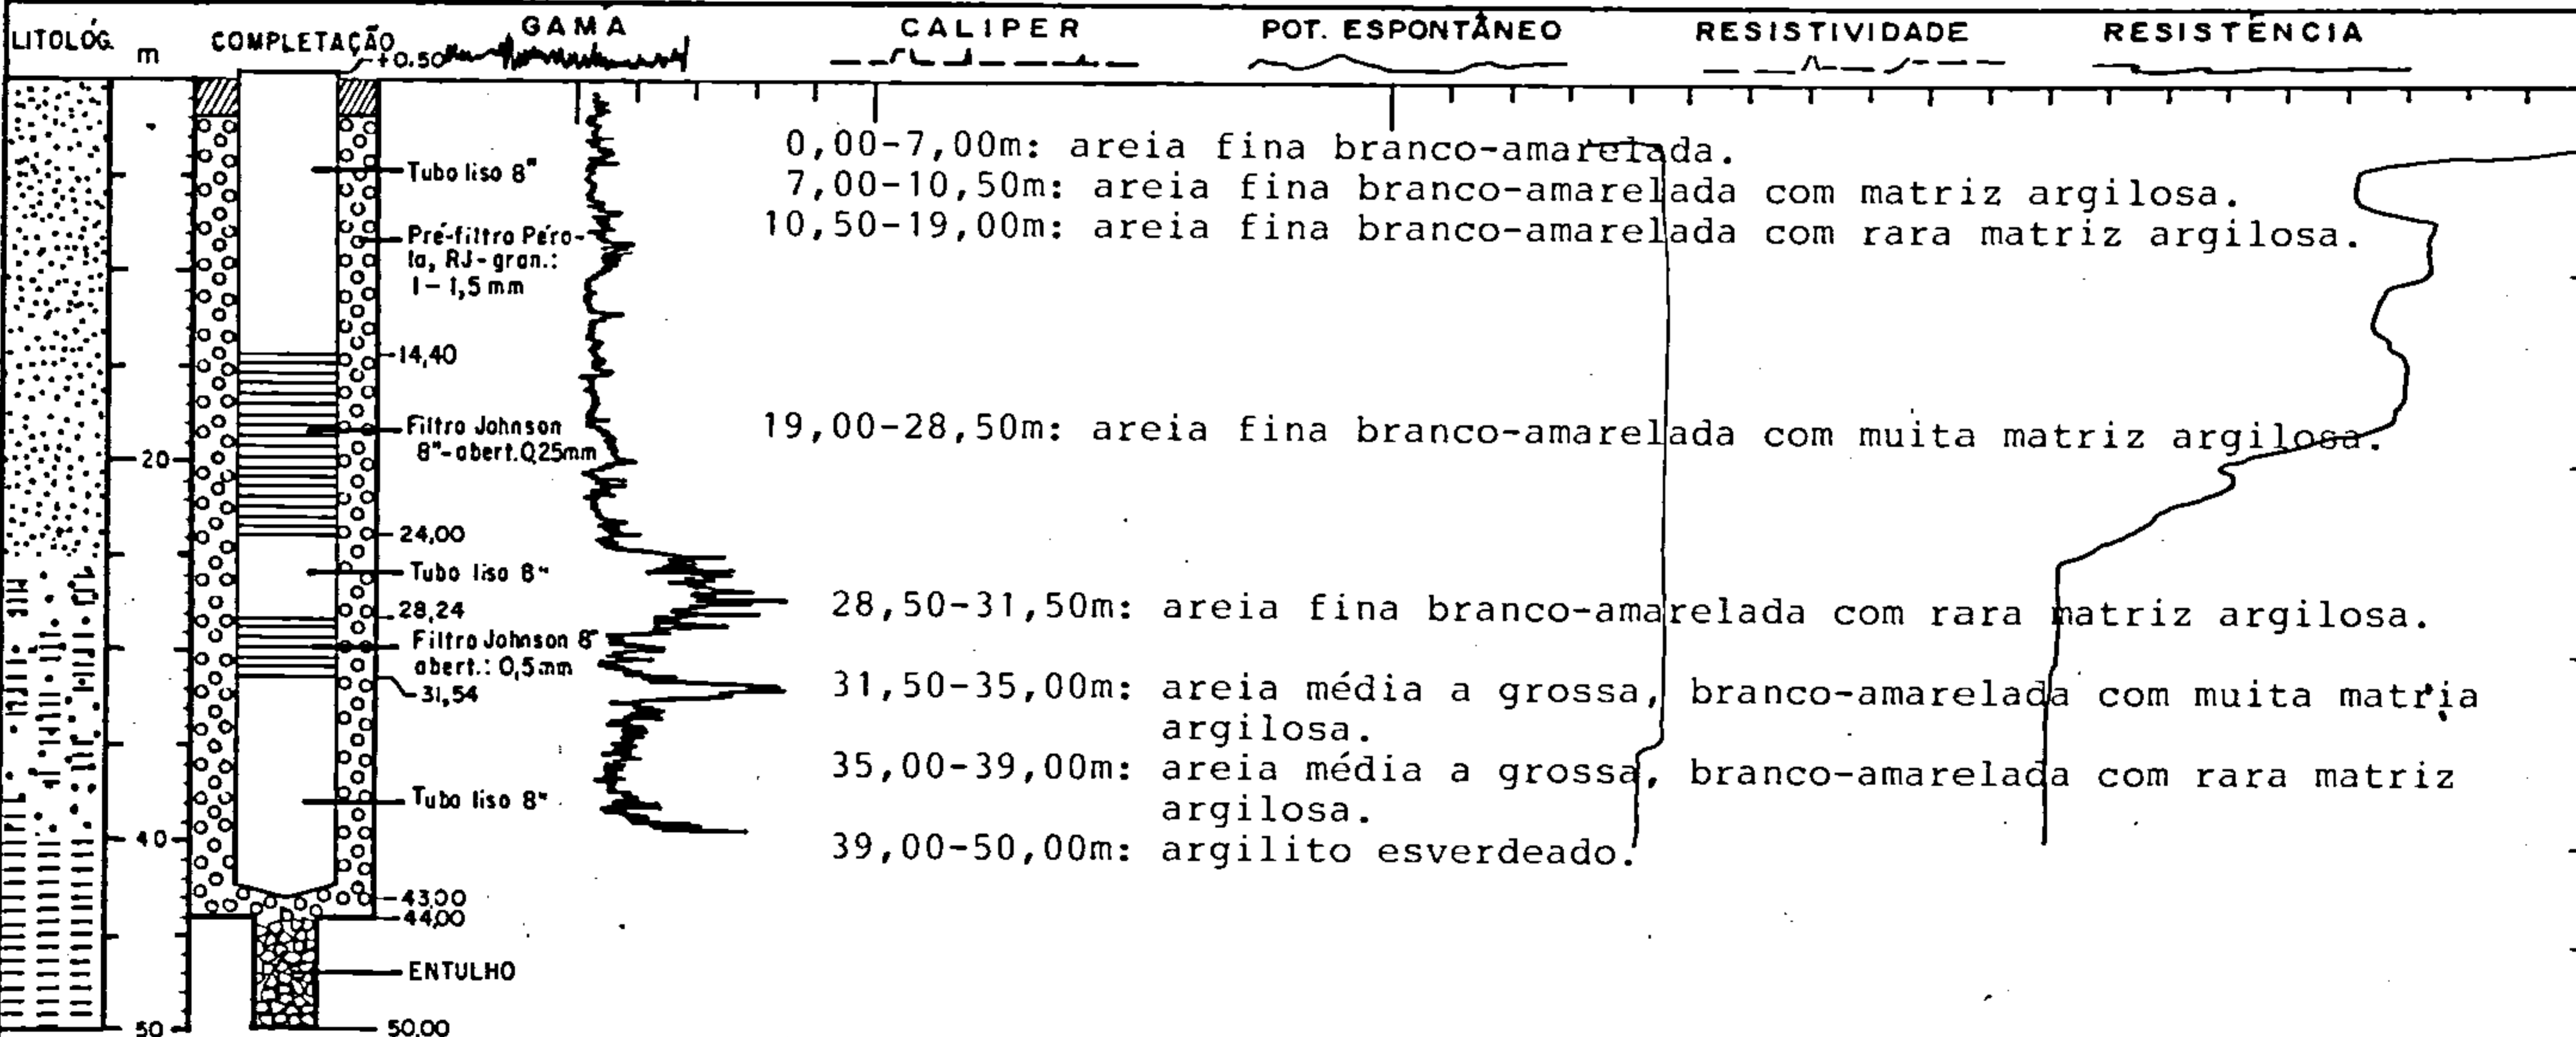 LITOLÓG. m COMPLETAÇÃO GAMA CALIPER POT. ESPONTÂNEO RESISTIVIDADE RESISTÊNCIA
+0.50
Tubo liso 8"
Pré-filtro Péro-
la, RJ-gran.:
1-1,5 mm
14,40
Filtro Johnson
8"-abert.0,25mm
20
24,00
Tubo liso 8"
28,24
Filtro Johnson 8"
abert.: 0,5mm
31,54
Tubo liso 8"
40
43,00
44,00
ENTULHO
50
50,00
0,00-7,00m: areia fina branco-amarelada.
7,00-10,50m: areia fina branco-amarelada com matriz argilosa.
10,50-19,00m: areia fina branco-amarelada com rara matriz argilosa.
19,00-28,50m: areia fina branco-amarelada com muita matriz argilosa.
28,50-31,50m: areia fina branco-amarelada com rara matriz argilosa.
31,50-35,00m: areia média a grossa, branco-amarelada com muita matria
argilosa.
35,00-39,00m: areia média a grossa, branco-amarelada com rara matriz
argilosa.
39,00-50,00m: argilito esverdeado.